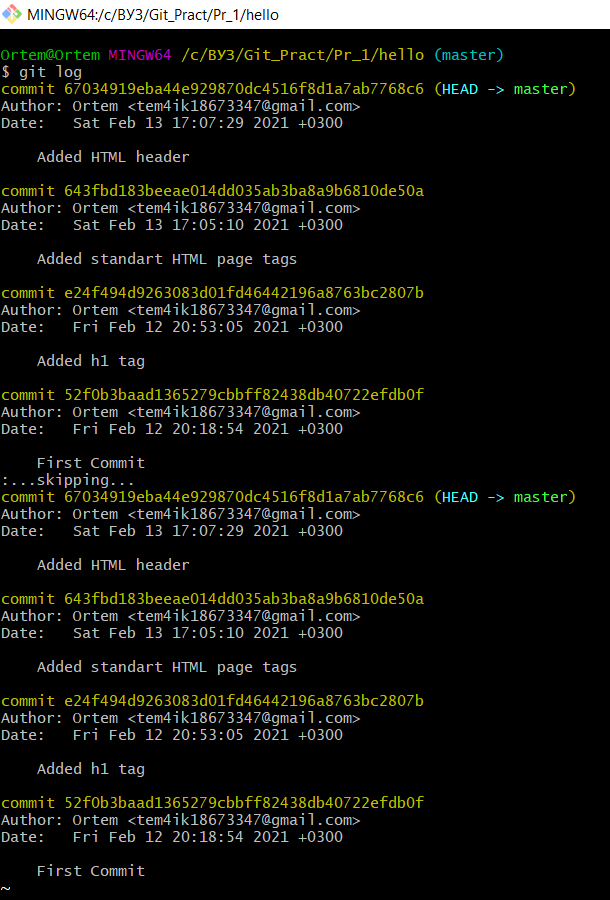 MINGW64:/c/ВУЗ/Git_Pract/Pr_1/hello
Ortem@Ortem MINGW64 /c/ВУЗ/Git_Pract/Pr_1/hello (master)
$ git log
commit 67034919eba44e929870dc4516f8d1a7ab7768c6 (HEAD -> master)
Author: Ortem <tem4ik18673347@gmail.com>
Date:   Sat Feb 13 17:07:29 2021 +0300
    Added HTML header
commit 643fbd183beeae014dd035ab3ba8a9b6810de50a
Author: Ortem <tem4ik18673347@gmail.com>
Date:   Sat Feb 13 17:05:10 2021 +0300
    Added standart HTML page tags
commit e24f494d9263083d01fd46442196a8763bc2807b
Author: Ortem <tem4ik18673347@gmail.com>
Date:   Fri Feb 12 20:53:05 2021 +0300
    Added h1 tag
commit 52f0b3baad1365279cbbff82438db40722efdb0f
Author: Ortem <tem4ik18673347@gmail.com>
Date:   Fri Feb 12 20:18:54 2021 +0300
    First Commit
:...skipping...
commit 67034919eba44e929870dc4516f8d1a7ab7768c6 (HEAD -> master)
Author: Ortem <tem4ik18673347@gmail.com>
Date:   Sat Feb 13 17:07:29 2021 +0300
    Added HTML header
commit 643fbd183beeae014dd035ab3ba8a9b6810de50a
Author: Ortem <tem4ik18673347@gmail.com>
Date:   Sat Feb 13 17:05:10 2021 +0300
    Added standart HTML page tags
commit e24f494d9263083d01fd46442196a8763bc2807b
Author: Ortem <tem4ik18673347@gmail.com>
Date:   Fri Feb 12 20:53:05 2021 +0300
    Added h1 tag
commit 52f0b3baad1365279cbbff82438db40722efdb0f
Author: Ortem <tem4ik18673347@gmail.com>
Date:   Fri Feb 12 20:18:54 2021 +0300
    First Commit
~